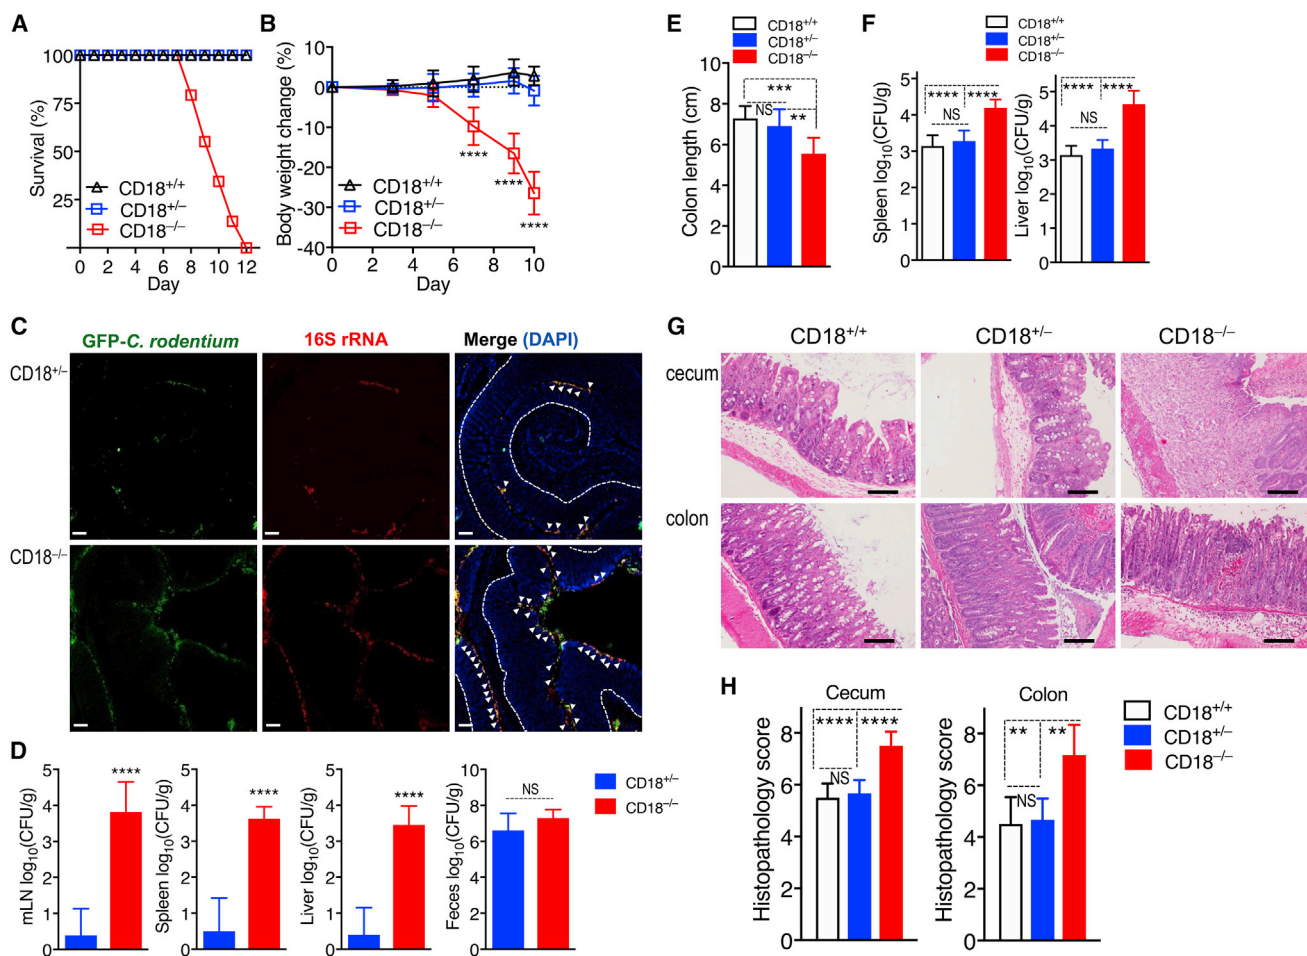 A
Survival (%)
100
75
50
25
0 2 4 6 8 10 12
Day
CD18+/+
CD18+/−
CD18−/−
B
Body weight change (%)
10
0
-10
-20
-30
-40
0 2 4 6 8 10
Day
****
****
****
CD18+/+
CD18+/−
CD18−/−
C
GFP-C. rodentium
16S rRNA
Merge (DAPI)
CD18+/−
CD18−/−
D
mLN log10(CFU/g)
5
4
3
2
1
0
****
Spleen log10(CFU/g)
5
4
3
2
1
0
****
Liver log10(CFU/g)
5
4
3
2
1
0
****
Feces log10(CFU/g)
10
8
6
4
2
0
NS
CD18+/−
CD18−/−
E
CD18+/+
CD18+/−
CD18−/−
Colon length (cm)
10
8
6
4
2
0
***
NS
**
F
CD18+/+
CD18+/−
CD18−/−
Spleen log10(CFU/g)
5
4
3
2
1
0
**** ****
NS
Liver log10(CFU/g)
5
4
3
2
1
0
**** ****
NS
G
CD18+/+ CD18+/− CD18−/−
cecum
colon
H
Cecum
Histopathology score
8
6
4
2
0
**** ****
NS
Colon
Histopathology score
8
6
4
2
0
** **
NS
CD18+/+
CD18+/−
CD18−/−